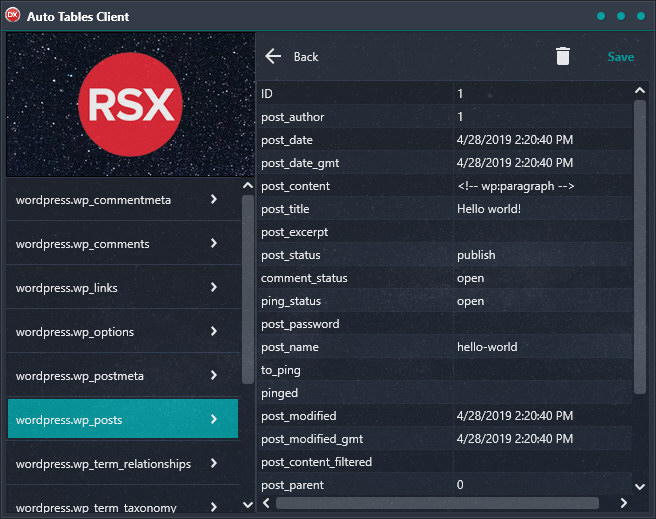 DX Auto Tables Client
RSX
wordpress.wp_commentmeta
wordpress.wp_comments
wordpress.wp_links
wordpress.wp_options
wordpress.wp_postmeta
wordpress.wp_posts
wordpress.wp_term_relationships
wordpress.wp_term_taxonomy
Back Save
ID 1
post_author 1
post_date 4/28/2019 2:20:40 PM
post_date_gmt 4/28/2019 2:20:40 PM
post_content <!-- wp:paragraph -->
post_title Hello world!
post_excerpt
post_status publish
comment_status open
ping_status open
post_password
post_name hello-world
to_ping
pinged
post_modified 4/28/2019 2:20:40 PM
post_modified_gmt 4/28/2019 2:20:40 PM
post_content_filtered
post_parent 0